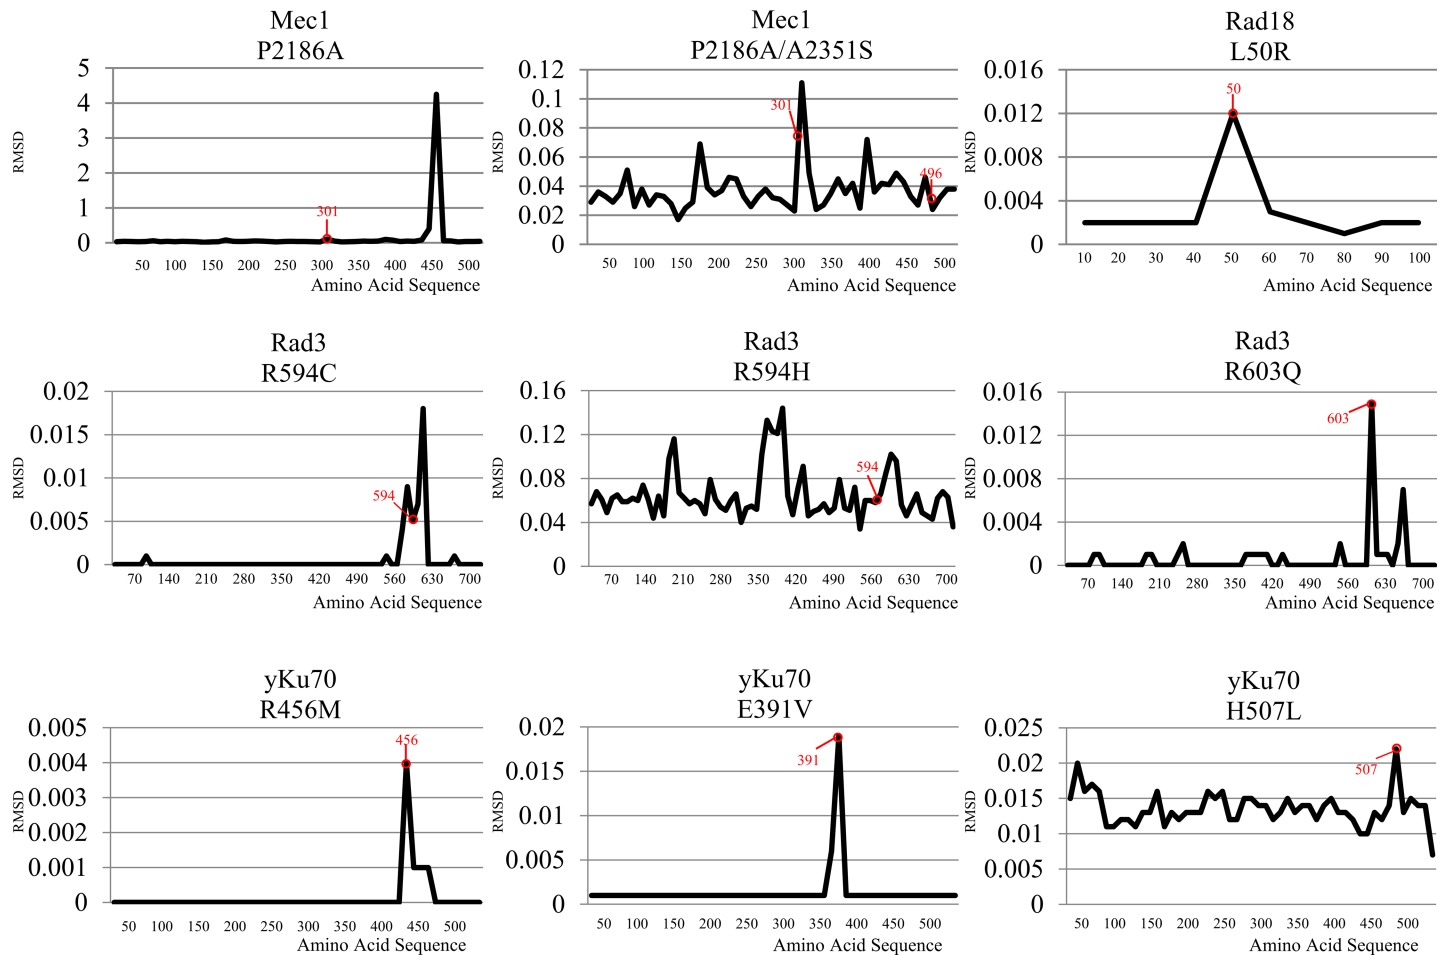 Mec1
P2186A
5
4
3
2
1
0
RMSD
301
50 100 150 200 250 300 350 400 450 500
Amino Acid Sequence
Mec1
P2186A/A2351S
0.12
0.1
0.08
0.06
0.04
0.02
0
RMSD
301
496
50 100 150 200 250 300 350 400 450 500
Amino Acid Sequence
Rad18
L50R
0.016
0.012
0.008
0.004
0
RMSD
50
10 20 30 40 50 60 70 80 90 100
Amino Acid Sequence
Rad3
R594C
0.02
0.015
0.01
0.005
0
RMSD
594
70 140 210 280 350 420 490 560 630 700
Amino Acid Sequence
Rad3
R594H
0.16
0.12
0.08
0.04
0
RMSD
594
70 140 210 280 350 420 490 560 630 700
Amino Acid Sequence
Rad3
R603Q
0.016
0.012
0.008
0.004
0
RMSD
603
70 140 210 280 350 420 490 560 630 700
Amino Acid Sequence
yKu70
R456M
0.005
0.004
0.003
0.002
0.001
0
RMSD
456
50 100 150 200 250 300 350 400 450 500
Amino Acid Sequence
yKu70
E391V
0.02
0.015
0.01
0.005
0
RMSD
391
50 100 150 200 250 300 350 400 450 500
Amino Acid Sequence
yKu70
H507L
0.025
0.02
0.015
0.01
0.005
0
RMSD
507
50 100 150 200 250 300 350 400 450 500
Amino Acid Sequence